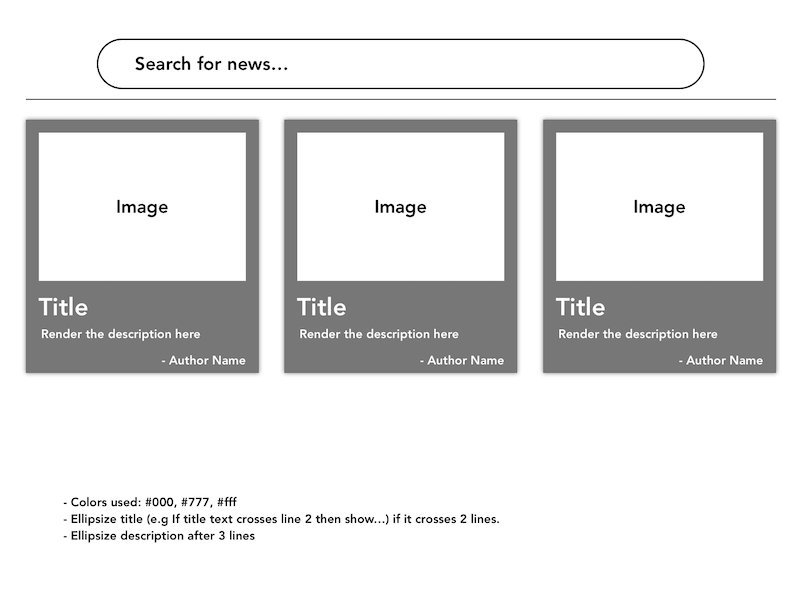 Search for news...
Image
Image
Image
Title
Title
Title
Render the description here
Render the description here
Render the description here
- Author Name
- Author Name
- Author Name
- Colors used: #000, #777, #fff
- Ellipsize title (e.g If title text crosses line 2 then show...) if it crosses 2 lines.
- Ellipsize description after 3 lines